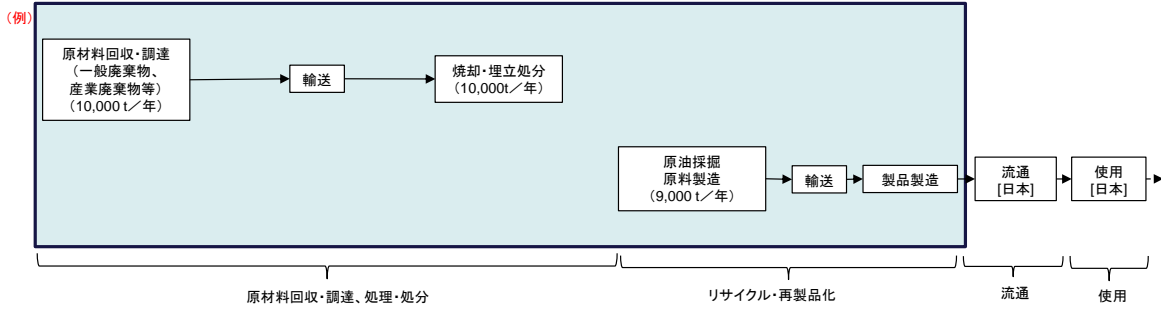 (例)
原材料回収・調達
(一般廃棄物、
産業廃棄物等)
(10,000 t/年)
輸送
焼却・埋立処分
(10,000t/年)
原油採掘
原料製造
(9,000 t/年)
輸送
製品製造
流通
[日本]
使用
[日本]
原材料回収・調達、処理・処分
リサイクル・再製品化
流通
使用